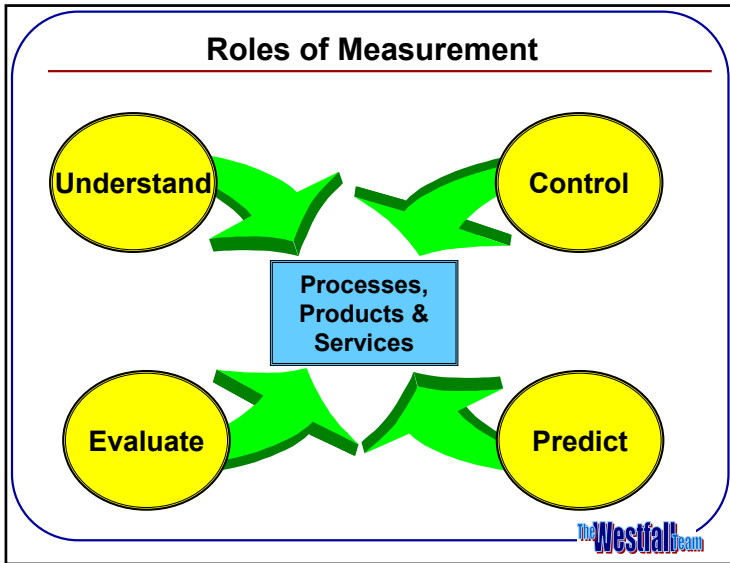 Roles of Measurement
Understand
Control
Processes,
Products &
Services
Evaluate
Predict
The Westfall Team